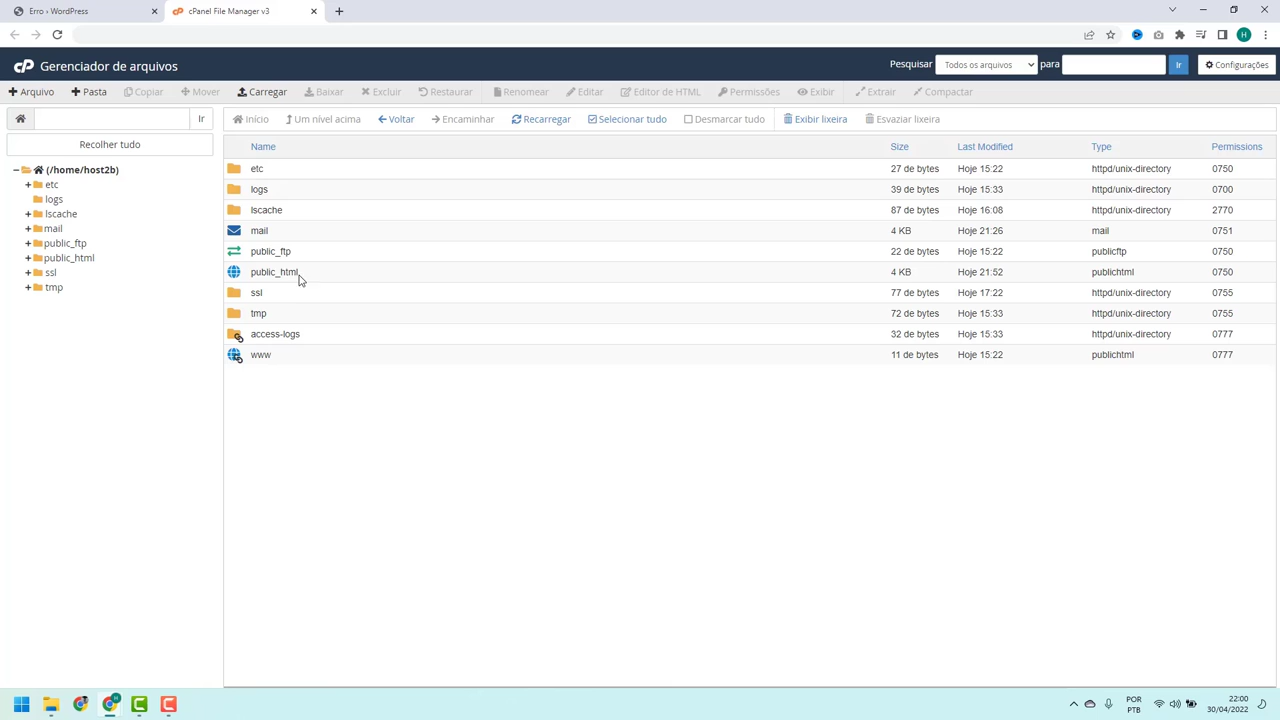 Erro › WordPress
cPanel File Manager v3
H
cP Gerenciador de arquivos
Pesquisar Todos os arquivos para Ir Configurações
Arquivo Pasta Copiar Mover Carregar Baixar Excluir Restaurar Renomear Editar Editor de HTML Permissões Exibir Extrair Compactar
Ir Início Um nível acima Voltar Encaminhar Recarregar Selecionar tudo Desmarcar tudo Exibir lixeira Esvaziar lixeira
Recolher tudo
(/home/host2b)
etc
logs
lscache
mail
public_ftp
public_html
ssl
tmp
Name Size Last Modified Type Permissions
etc 27 de bytes Hoje 15:22 httpd/unix-directory 0750
logs 39 de bytes Hoje 15:33 httpd/unix-directory 0700
lscache 87 de bytes Hoje 16:08 httpd/unix-directory 2770
mail 4 KB Hoje 21:26 mail 0751
public_ftp 22 de bytes Hoje 15:22 publicftp 0750
public_html 4 KB Hoje 21:52 publichtml 0750
ssl 77 de bytes Hoje 17:22 httpd/unix-directory 0755
tmp 72 de bytes Hoje 15:33 httpd/unix-directory 0755
access-logs 32 de bytes Hoje 15:33 httpd/unix-directory 0777
www 11 de bytes Hoje 15:22 publichtml 0777
H
C
C
POR
PTB
22:00
30/04/2022